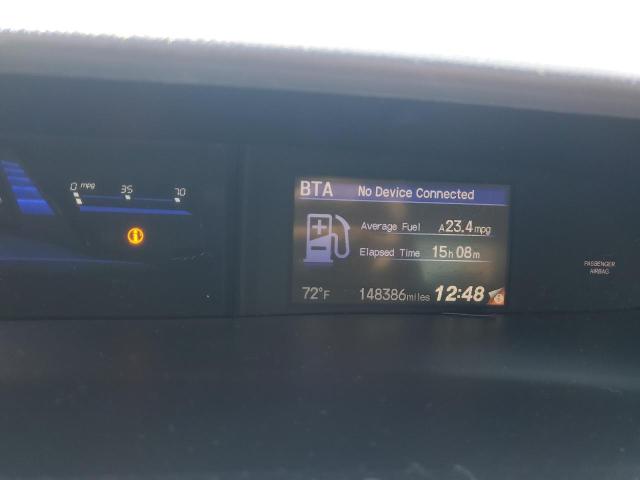 BTA No Device Connected
0 mpg 35 70
Average Fuel A23.4mpg
Elapsed Time 15h08m
PASSENGER
AIRBAG
72°F 148386miles 12:48